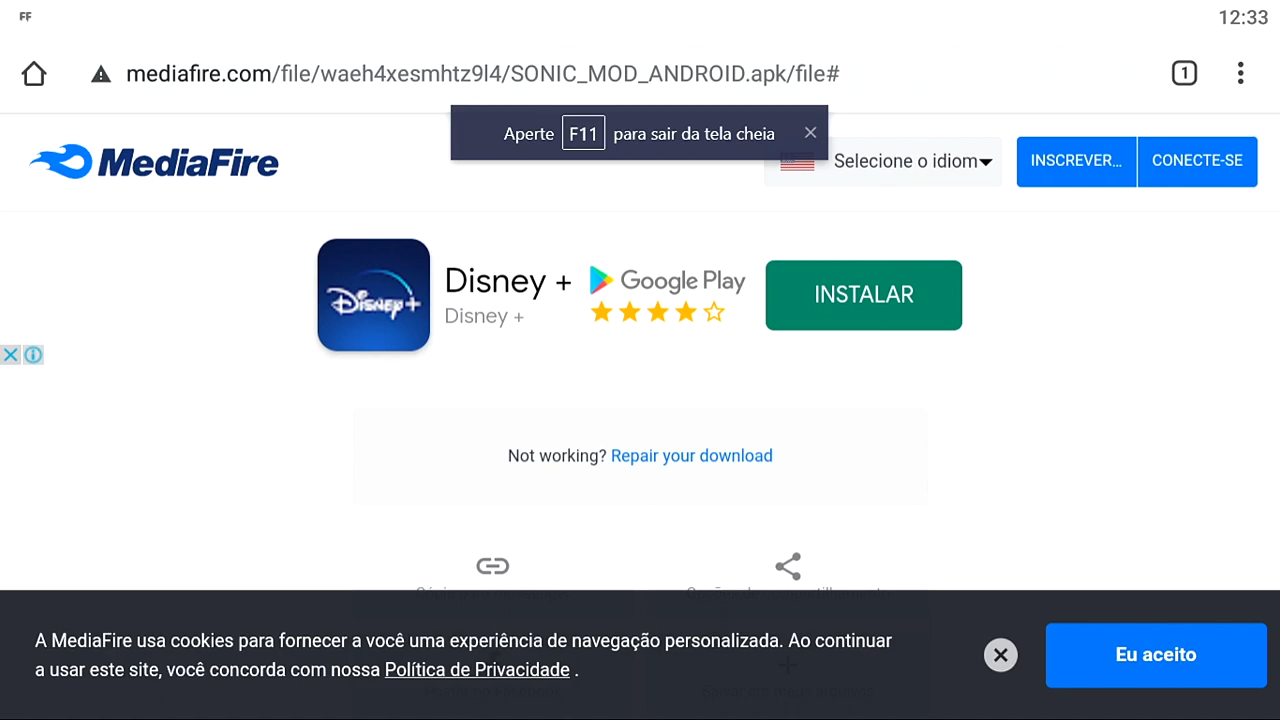 FF
12:33
mediafire.com/file/waeh4xesmhtz9l4/SONIC_MOD_ANDROID.apk/file#
1
Aperte F11 para sair da tela cheia
MediaFire
Selecione o idiom
INSCREVER...
CONECTE-SE
Disney+
Disney +
Disney +
Google Play
INSTALAR
Not working? Repair your download
A MediaFire usa cookies para fornecer a você uma experiência de navegação personalizada. Ao continuar
a usar este site, você concorda com nossa Política de Privacidade .
Eu aceito